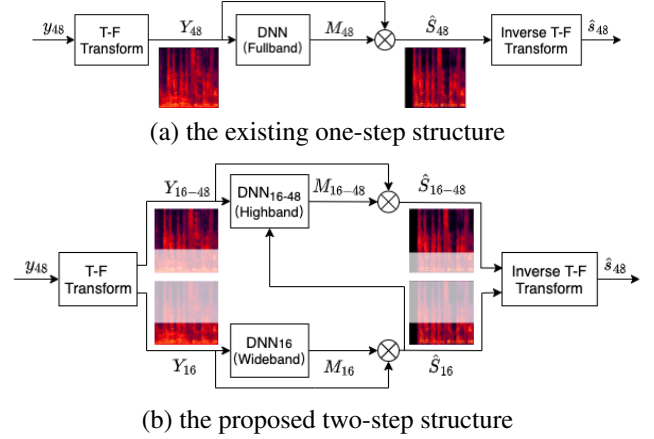 y₄₈
T-F
Transform
Y₄₈
DNN
(Fullband)
M₄₈
Ŝ₄₈
Inverse T-F
Transform
ŝ₄₈
(a) the existing one-step structure
y₄₈
T-F
Transform
Y₁₆₋₄₈
DNN₁₆₋₄₈
(Highband)
M₁₆₋₄₈
Ŝ₁₆₋₄₈
Y₁₆
DNN₁₆
(Wideband)
M₁₆
Ŝ₁₆
Inverse T-F
Transform
ŝ₄₈
(b) the proposed two-step structure